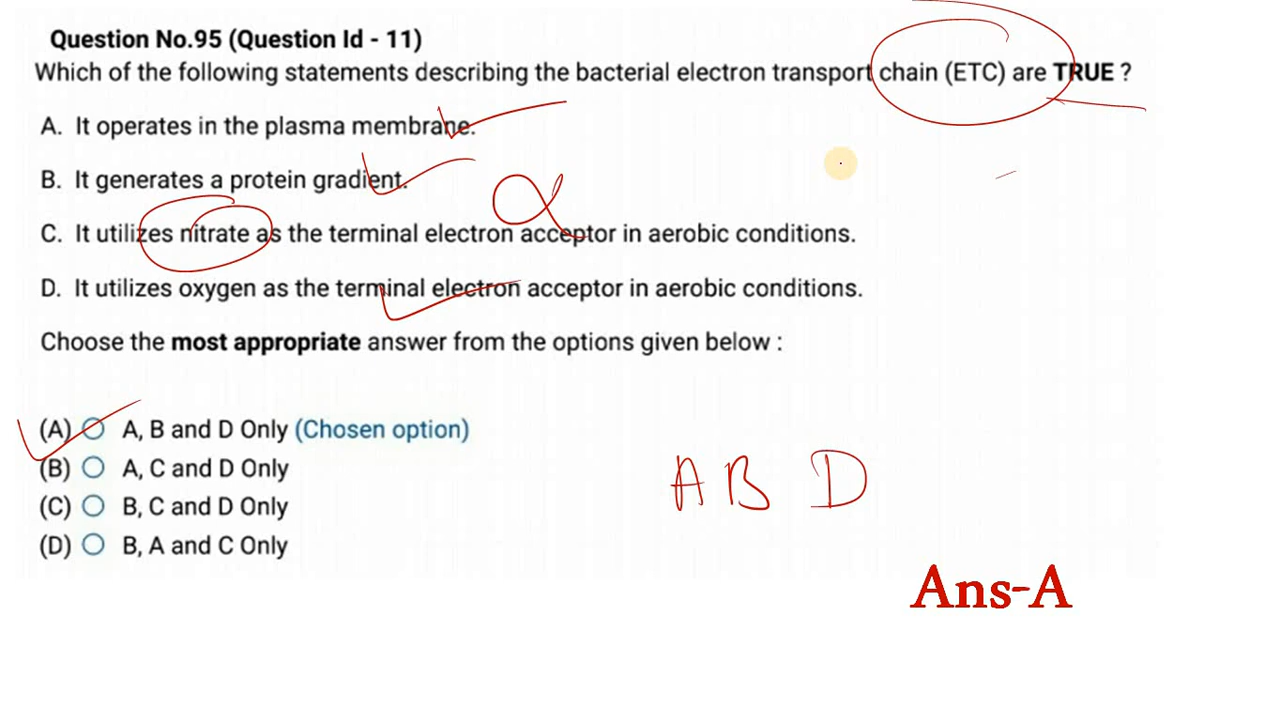 Question No.95 (Question Id - 11)
Which of the following statements describing the bacterial electron transport chain (ETC) are TRUE ?
A. It operates in the plasma membrane.
B. It generates a protein gradient.
C. It utilizes nitrate as the terminal electron acceptor in aerobic conditions.
D. It utilizes oxygen as the terminal electron acceptor in aerobic conditions.
Choose the most appropriate answer from the options given below :
(A) A, B and D Only (Chosen option)
(B) A, C and D Only
(C) B, C and D Only
(D) B, A and C Only
A B D
Ans-A